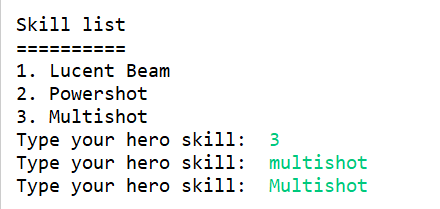 Skill list
==========
1. Lucent Beam
2. Powershot
3. Multishot
Type your hero skill:  3
Type your hero skill:  multishot
Type your hero skill:  Multishot